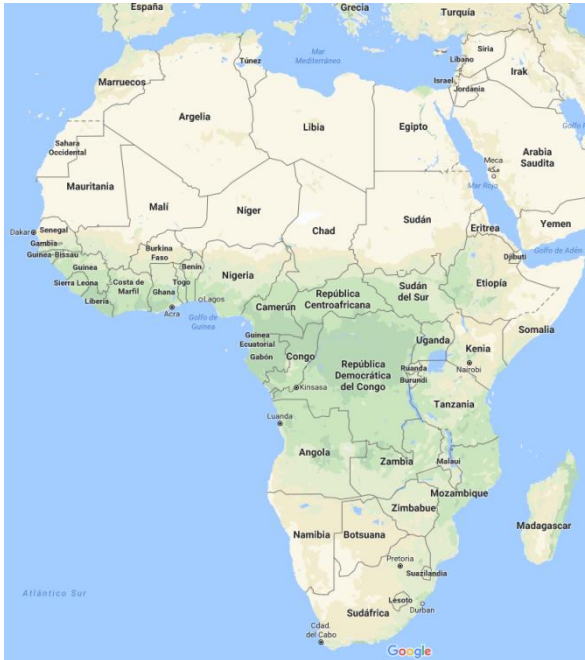 España
Grecia
Turquía
Mar
Mediterráneo
Túnez
Siria
Líbano
Irak
Israel
Jordania
Marruecos
Argelia
Libia
Egipto
Sahara
Occidental
Arabia
Saudita
Meca
مكة
Mar Rojo
Mauritania
Malí
Níger
Chad
Sudán
Eritrea
Yemen
Golfo de Adén
Dakar
Senegal
Gambia
Guinea-Bissau
Guinea
Sierra Leona
Liberia
Costa de
Marfil
Burkina
Faso
Ghana
Togo
Benín
Nigeria
Lagos
Acra
Golfo de
Guinea
Camerún
República
Centroafricana
Sudán
del Sur
Etiopía
Djibuti
Somalia
Guinea
Ecuatorial
Gabón
Congo
República
Democrática
del Congo
Uganda
Kenia
Nairobi
Ruanda
Burundi
Kinsasa
Tanzania
Luanda
Angola
Zambia
Malaui
Mozambique
Zimbabue
Madagascar
Namibia
Botsuana
Pretoria
Suazilandia
Lesoto
Durban
Sudáfrica
Cdad.
del Cabo
Atlántico Sur
Google